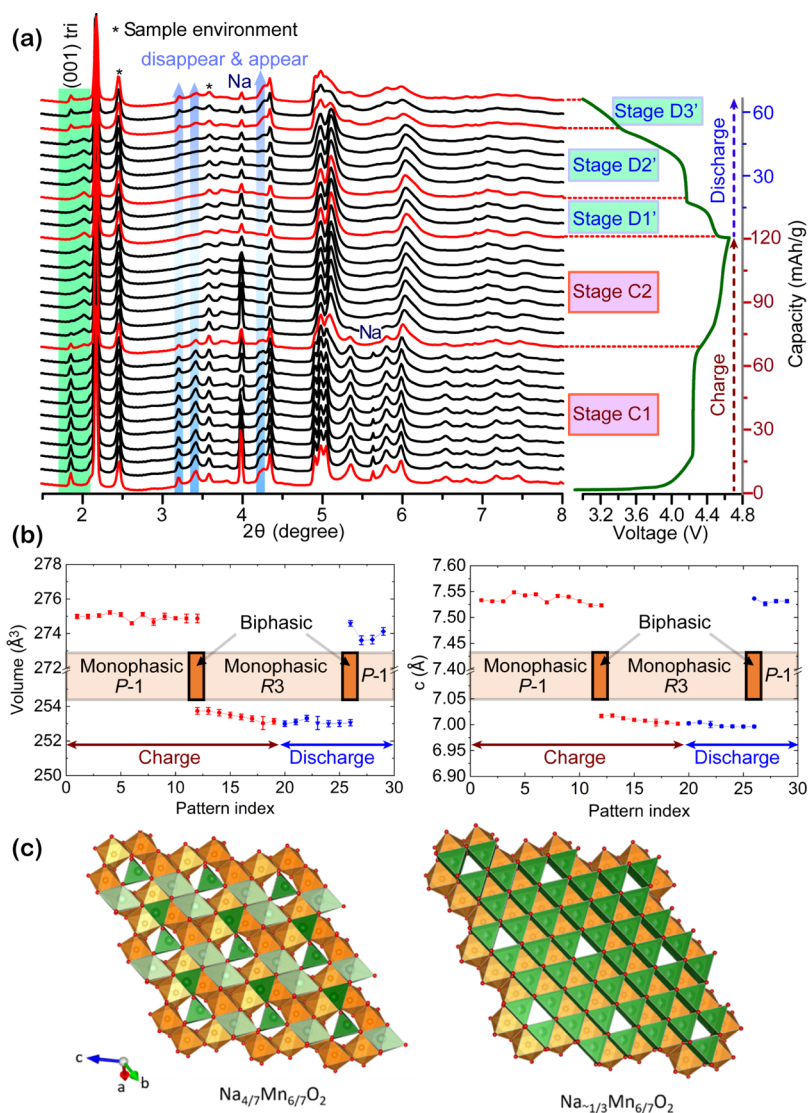 (a)
(001) tri
* Sample environment
disappear & appear
*
Na
*
Na
2
3
4
5
6
7
8
2θ (degree)
Stage D3'
Stage D2'
Stage D1'
Stage C2
Stage C1
3.2
4.0
4.4
4.8
Voltage (V)
60
30
120
90
60
30
0
Discharge
Charge
Capacity (mAh/g)
(b)
278
276
274
272
254
253
250
Volume (Å3)
Biphasic
Monophasic
P-1
Monophasic
R3
P-1
Charge
Discharge
0
5
10
15
20
25
30
Pattern index
7.60
7.55
7.50
7.45
7.40
7.05
7.00
6.95
6.90
c (Å)
Biphasic
Monophasic
P-1
Monophasic
R3
P-1
Charge
Discharge
0
5
10
15
20
25
30
Pattern index
(c)
c
a
b
Na4/7Mn6/7O2
Na~1/3Mn6/7O2